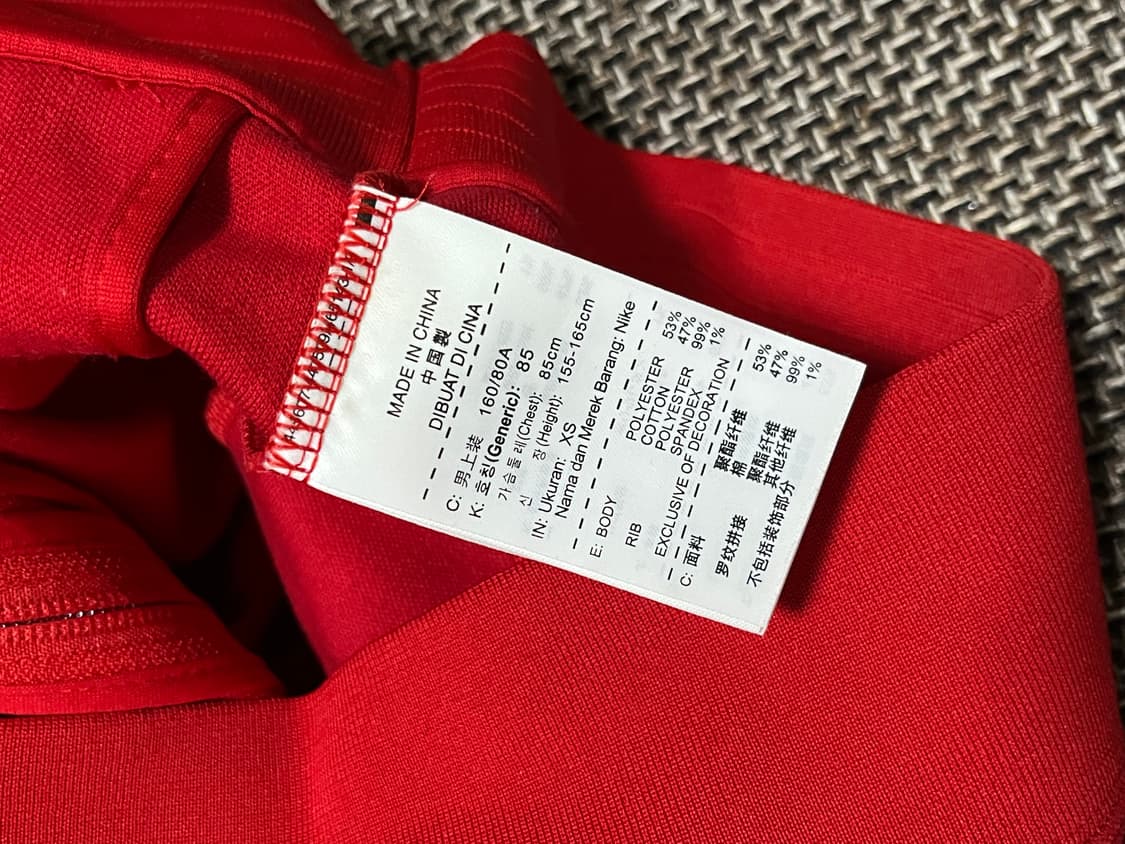 MADE IN CHINA
中国製
DIBUAT DI CINA
C: 男上装 160/80A
K: 호칭(Generic): 85
가슴둘레(Chest): 85cm
신 장(Height): 155-165cm
IN: Ukuran: XS
Nama dan Merek Barang: Nike
E: BODY POLYESTER 53%
COTTON 47%
RIB POLYESTER 99%
SPANDEX 1%
EXCLUSIVE OF DECORATION
C: 面料 聚酯纤维 53%
棉 47%
罗纹拼接 聚酯纤维 99%
其他纤维 1%
不包括装饰部分